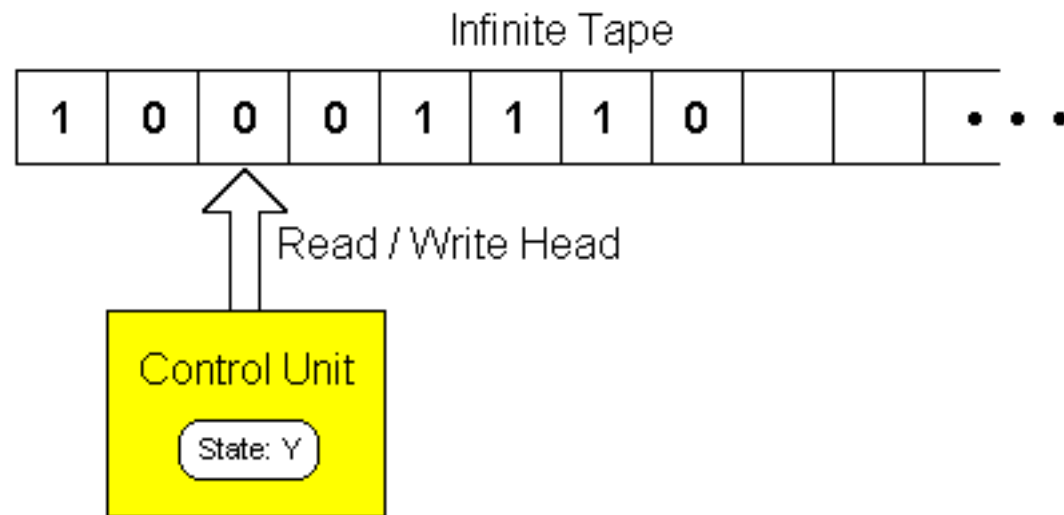 Infinite Tape
1 0 0 0 1 1 1 0 • • •
Read / Write Head
Control Unit
State: Y